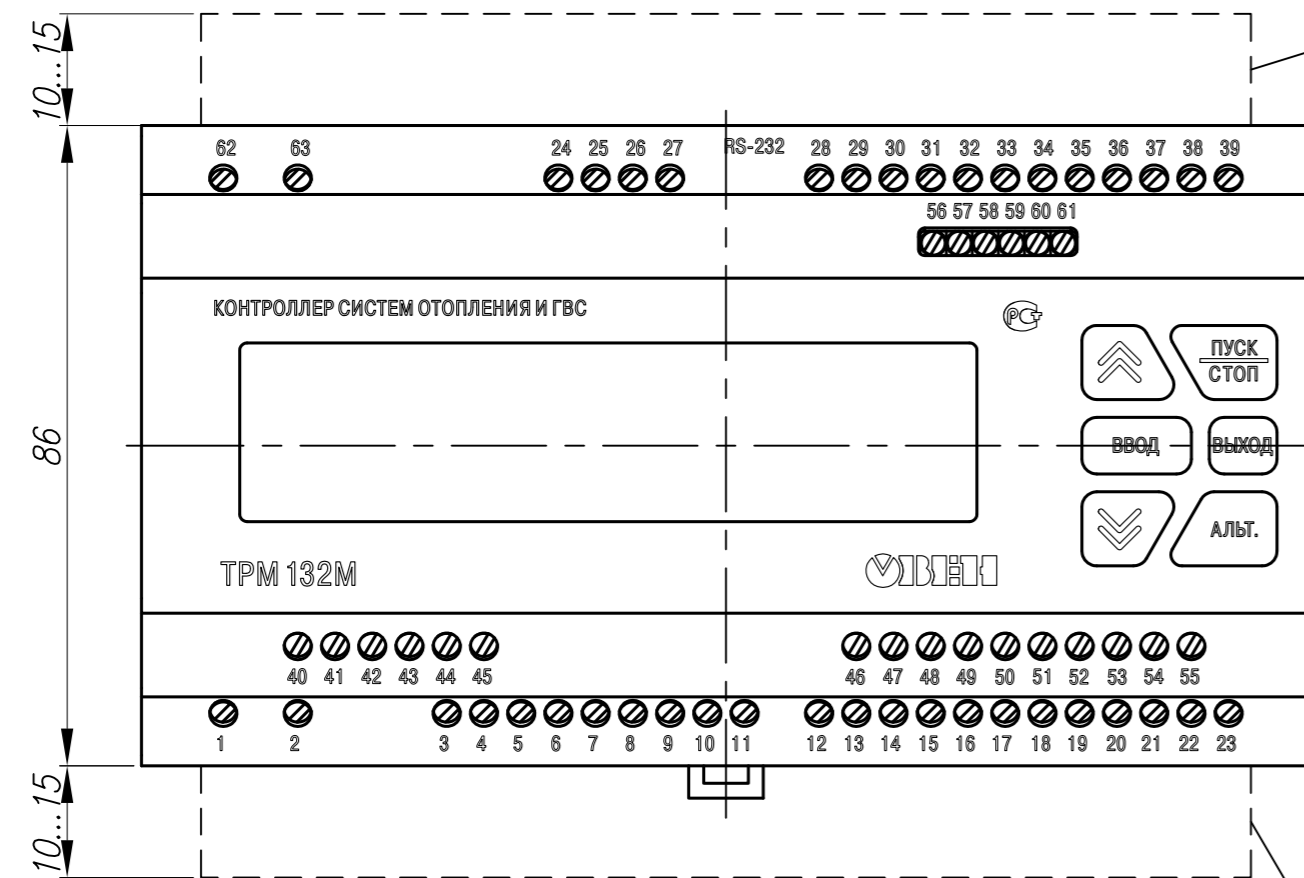 10...15
62 63 24 25 26 27 RS-232 28 29 30 31 32 33 34 35 36 37 38 39
56 57 58 59 60 61
КОНТРОЛЛЕР СИСТЕМ ОТОПЛЕНИЯ И ГВС
РСТ
ПУСК
СТОП
86
ВВОД ВЫХОД
АЛЬТ.
ТРМ 132М
ОВЕН
40 41 42 43 44 45 46 47 48 49 50 51 52 53 54 55
1 2 3 4 5 6 7 8 9 10 11 12 13 14 15 16 17 18 19 20 21 22 23
10...15